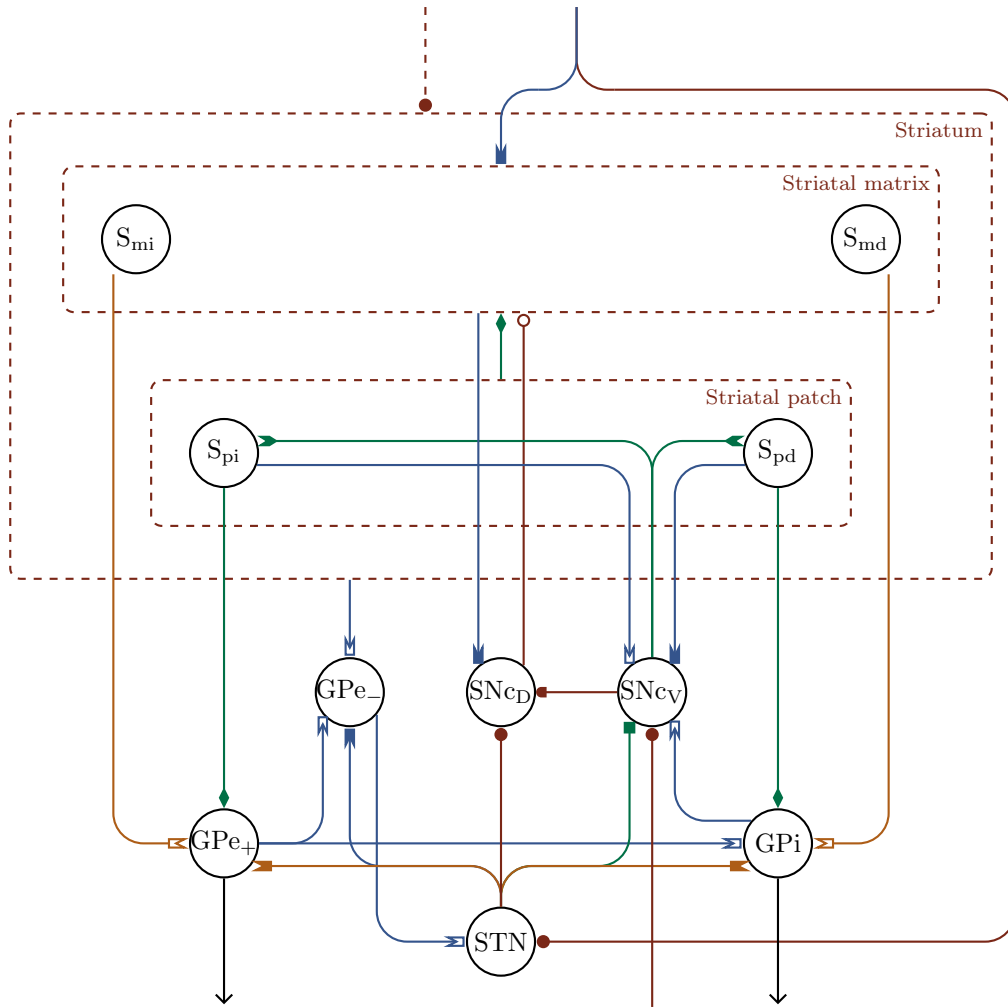 Striatum
Striatal matrix
S_mi
S_md
Striatal patch
S_pi
S_pd
GPe_−
SNc_D
SNc_V
GPe_+
GPi
STN